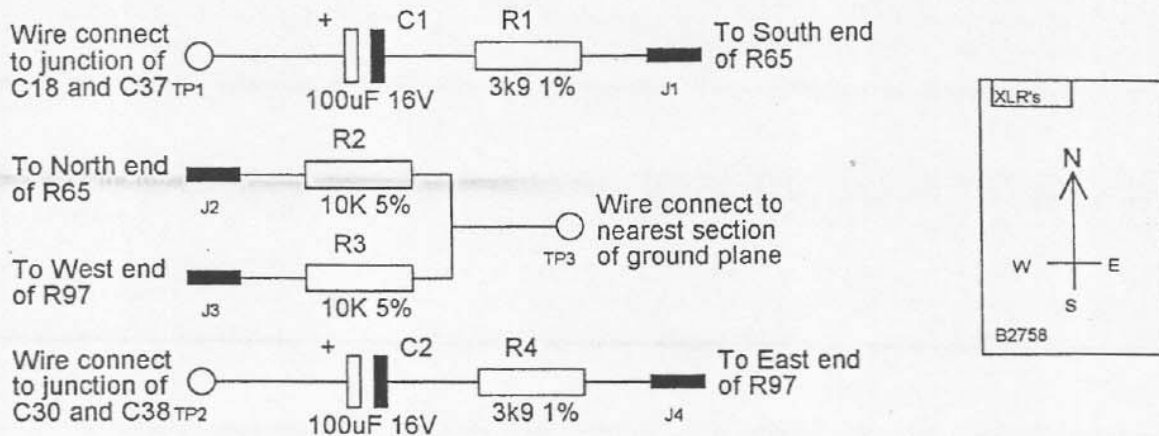 Wire connect
to junction of
C18 and C37 TP1
+
C1
100uF 16V
R1
3k9 1%
J1
To South end
of R65
To North end
of R65
J2
R2
10K 5%
To West end
of R97
J3
R3
10K 5%
TP3
Wire connect to
nearest section
of ground plane
Wire connect
to junction of
C30 and C38 TP2
+
C2
100uF 16V
R4
3k9 1%
J4
To East end
of R97
XLR's
N
W
E
S
B2758